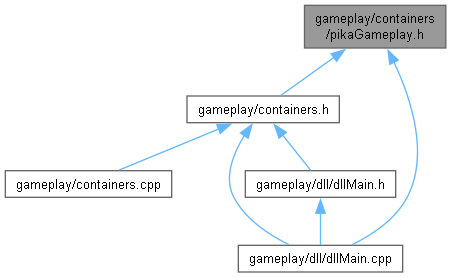 gameplay/containers
/pikaGameplay.h
gameplay/containers.h
gameplay/containers.cpp
gameplay/dll/dllMain.h
gameplay/dll/dllMain.cpp